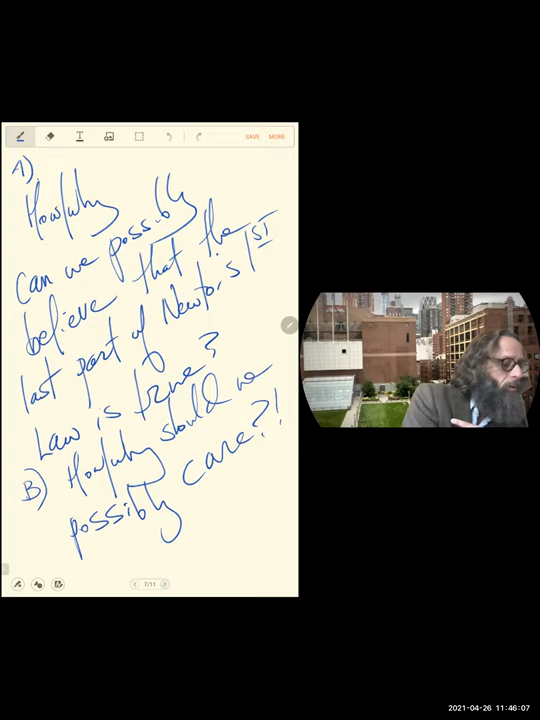 SAVE MORE
A)
How/why
can we possibly
believe that the
last part of Newton's 1ST
Law is true?
B) How/why should we
possibly care?!
7/11
2021-04-26 11:46:07